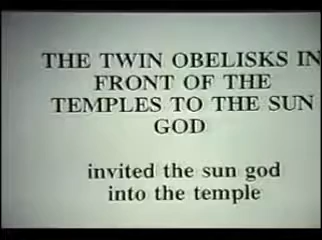 THE TWIN OBELISKS IN
FRONT OF THE
TEMPLES TO THE SUN
GOD
invited the sun god
into the temple